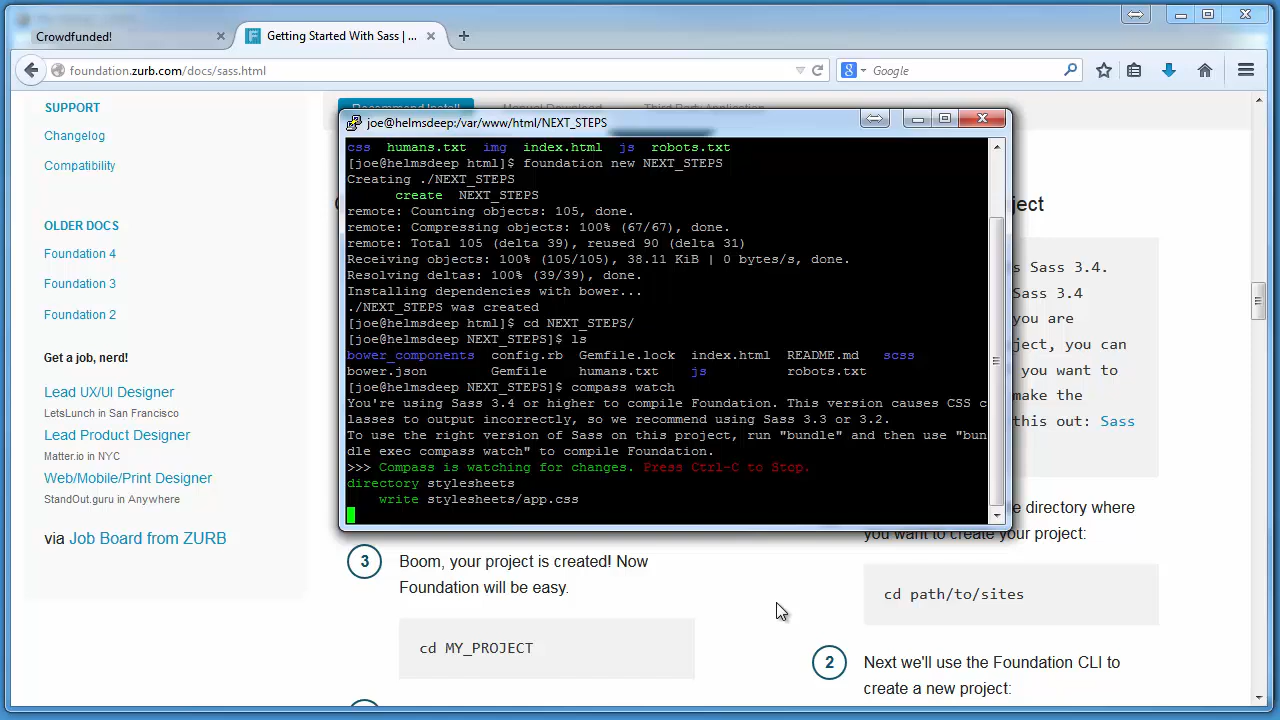 Crowdfunded!
Getting Started With Sass | ...
foundation.zurb.com/docs/sass.html
Google
SUPPORT
Changelog
Compatibility
OLDER DOCS
Foundation 4
Foundation 3
Foundation 2
Get a job, nerd!
Lead UX/UI Designer
LetsLunch in San Francisco
Lead Product Designer
Matter.io in NYC
Web/Mobile/Print Designer
StandOut.guru in Anywhere
via Job Board from ZURB
Recommend Install
Manual Download
Third Party Application
joe@helmsdeep:/var/www/html/NEXT_STEPS
css humans.txt img index.html js robots.txt
[joe@helmsdeep html]$ foundation new NEXT_STEPS
Creating ./NEXT_STEPS
create NEXT_STEPS
remote: Counting objects: 105, done.
remote: Compressing objects: 100% (67/67), done.
remote: Total 105 (delta 39), reused 90 (delta 31)
Receiving objects: 100% (105/105), 38.11 KiB | 0 bytes/s, done.
Resolving deltas: 100% (39/39), done.
Installing dependencies with bower...
./NEXT_STEPS was created
[joe@helmsdeep html]$ cd NEXT_STEPS/
[joe@helmsdeep NEXT_STEPS]$ ls
bower_components config.rb Gemfile.lock index.html README.md scss
bower.json Gemfile humans.txt js robots.txt
[joe@helmsdeep NEXT_STEPS]$ compass watch
You're using Sass 3.4 or higher to compile Foundation. This version causes CSS c
lasses to output incorrectly, so we recommend using Sass 3.3 or 3.2.
To use the right version of Sass on this project, run "bundle" and then use "bun
dle exec compass watch" to compile Foundation.
>>> Compass is watching for changes. Press Ctrl-C to Stop.
directory stylesheets
write stylesheets/app.css
3
Boom, your project is created! Now
Foundation will be easy.
cd MY_PROJECT
ject
s Sass 3.4.
Sass 3.4
you are
ject, you can
you want to
make the
this out: Sass
e directory where
you want to create your project:
cd path/to/sites
2
Next we'll use the Foundation CLI to
create a new project: